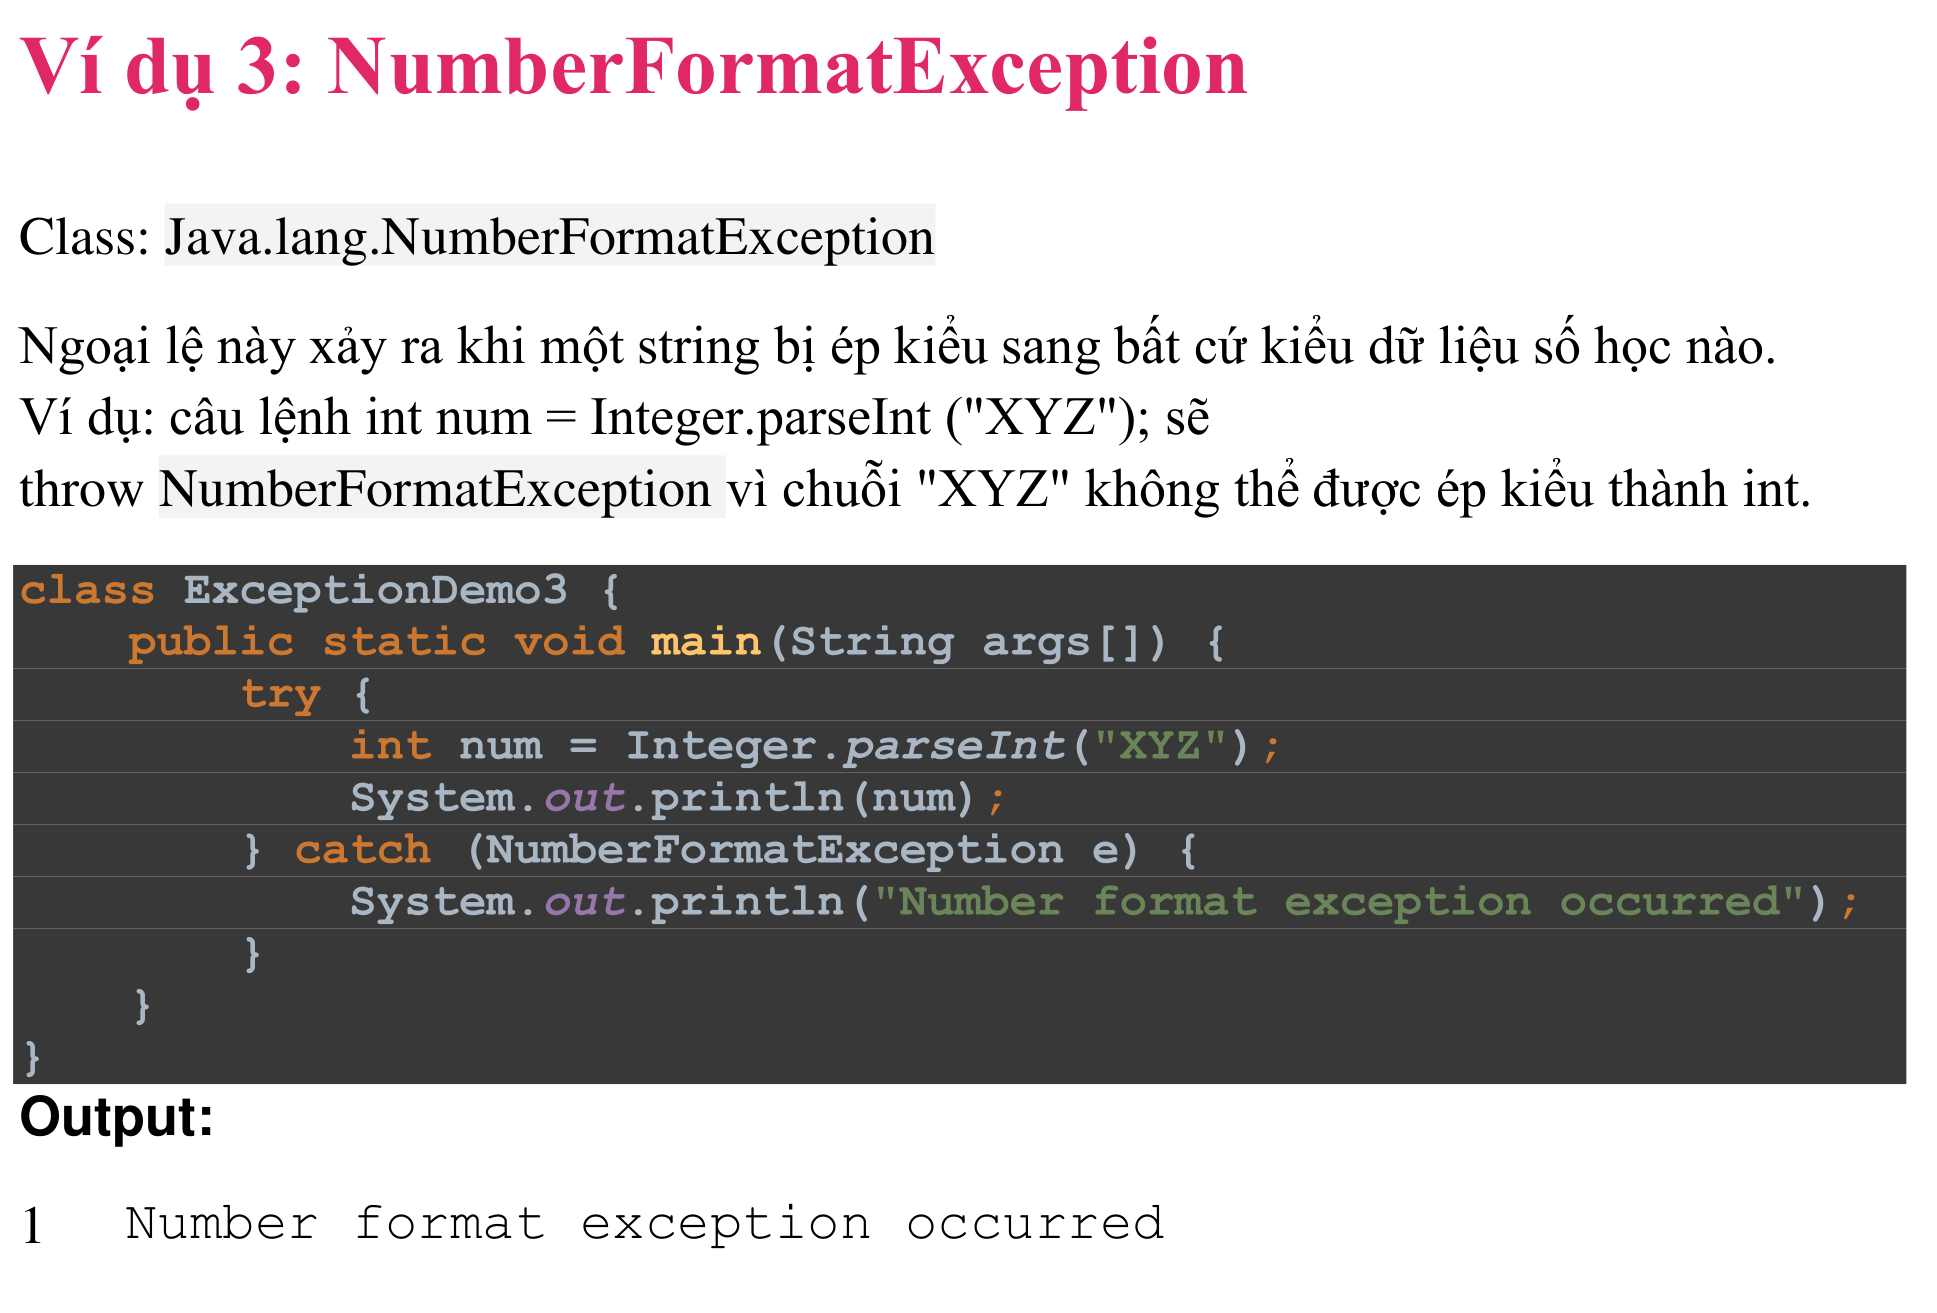 Ví dụ 3: NumberFormatException
Class: Java.lang.NumberFormatException
Ngoại lệ này xảy ra khi một string bị ép kiểu sang bất cứ kiểu dữ liệu số học nào.
Ví dụ: câu lệnh int num = Integer.parseInt ("XYZ"); sẽ
throw NumberFormatException vì chuỗi "XYZ" không thể được ép kiểu thành int.
class ExceptionDemo3 {
    public static void main(String args[]) {
        try {
            int num = Integer.parseInt("XYZ");
            System.out.println(num);
        } catch (NumberFormatException e) {
            System.out.println("Number format exception occurred");
        }
    }
}
Output:
1 Number format exception occurred